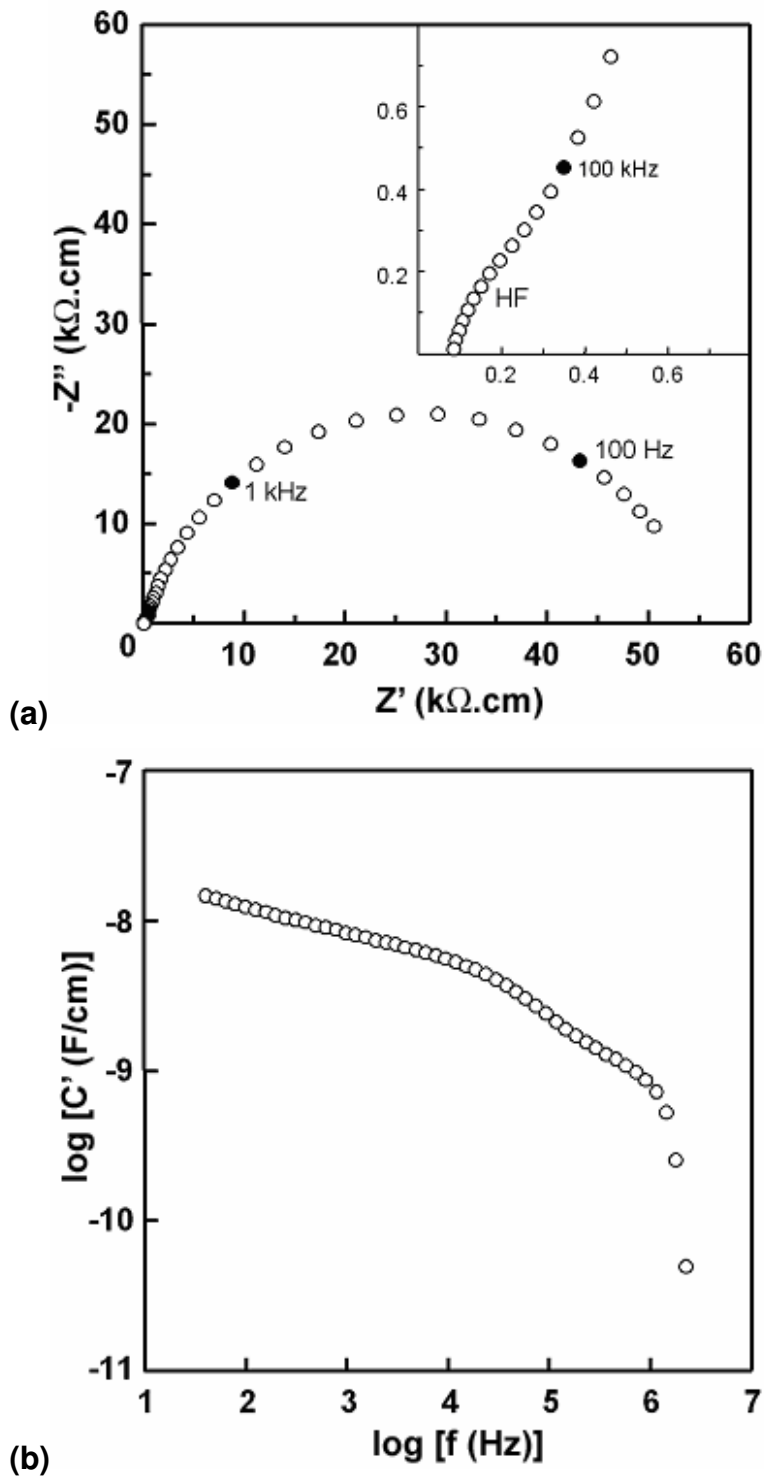 60
50
40
30
20
10
0
-Z" (kΩ.cm)
10 20 30 40 50 60
Z' (kΩ.cm)
0.6
0.4
0.2
0.2 0.4 0.6
100 kHz
HF
1 kHz
100 Hz
(a)
-7
-8
-9
-10
-11
log [C' (F/cm)]
1 2 3 4 5 6 7
log [f (Hz)]
(b)